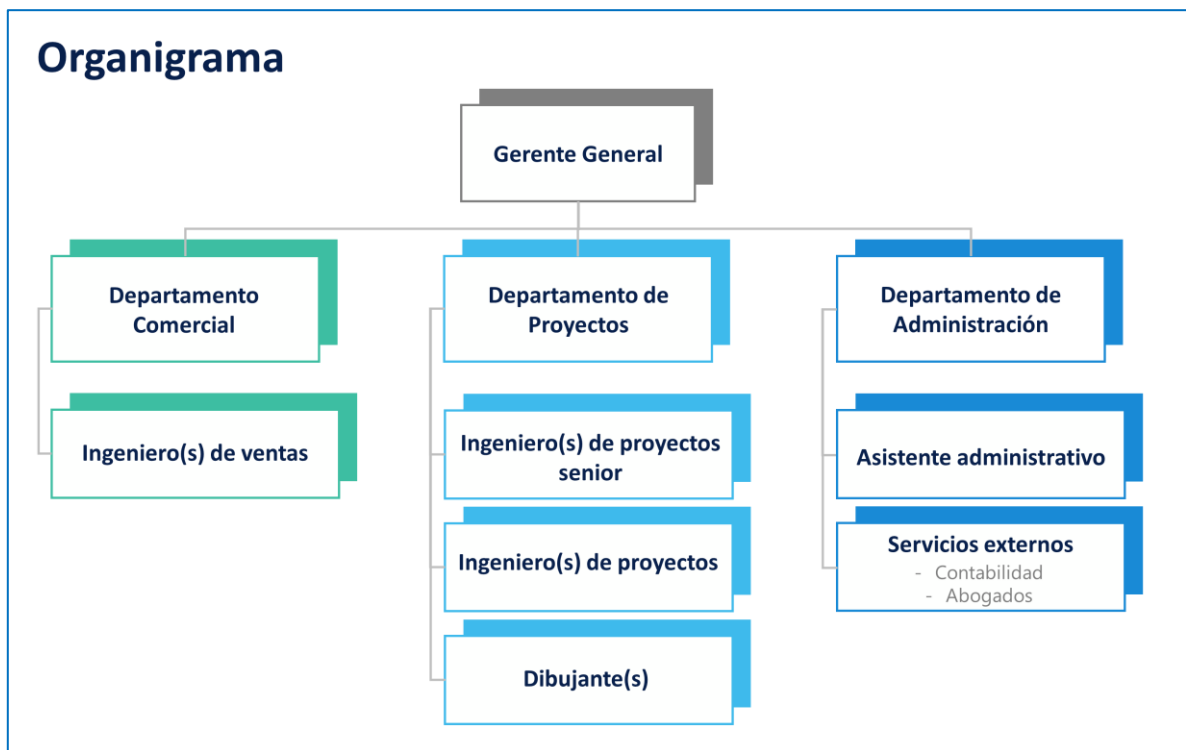 Organigrama
Gerente General
Departamento
Comercial
Departamento de
Proyectos
Departamento de
Administración
Ingeniero(s) de ventas
Ingeniero(s) de proyectos
senior
Asistente administrativo
Ingeniero(s) de proyectos
Servicios externos
- Contabilidad
- Abogados
Dibujante(s)